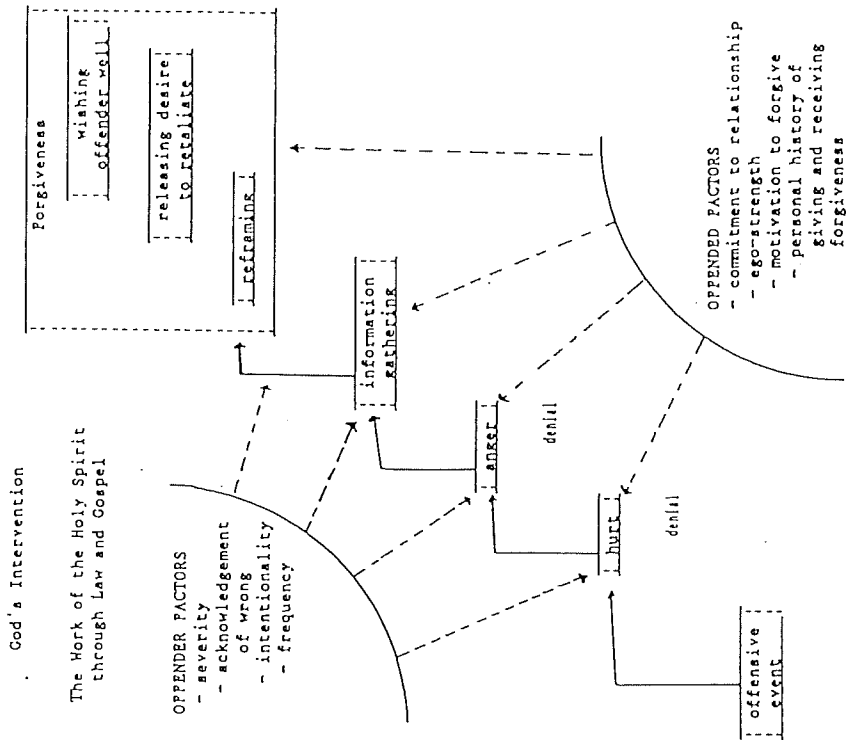 God's Intervention
The Work of the Holy Spirit
through Law and Gospel
OFFENDER FACTORS
- severity
- acknowledgement
of wrong
- intentionality
- frequency
Forgiveness
wishing
offender well
releasing desire
to retaliate
reframing
information
gathering
anger
denial
hurt
denial
offensive
event
OFFENDED FACTORS
- commitment to relationship
- ego-strength
- motivation to forgive
- personal history of
giving and receiving
forgiveness